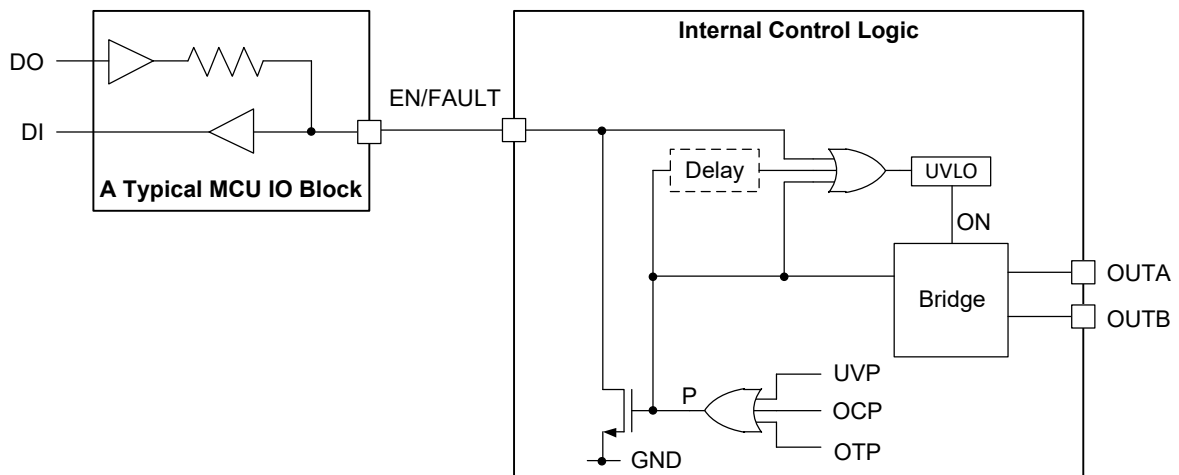 Internal Control Logic
DO
EN/FAULT
DI
A Typical MCU IO Block
Delay
UVLO
ON
Bridge
OUTA
OUTB
UVP
P
OCP
OTP
GND